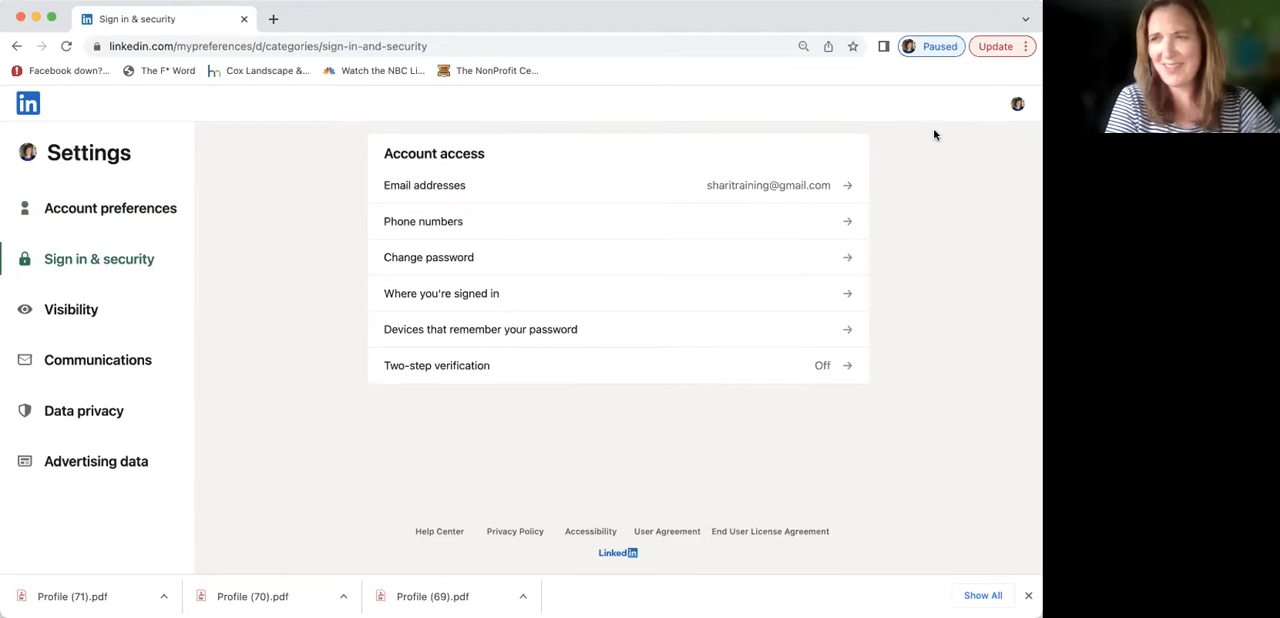 Sign in & security
linkedin.com/mypreferences/d/categories/sign-in-and-security
Paused
Update
Facebook down?...
The F* Word
Cox Landscape &...
Watch the NBC Li...
The NonProfit Ce...
in
Settings
Account preferences
Sign in & security
Visibility
Communications
Data privacy
Advertising data
Account access
Email addresses sharitraining@gmail.com
Phone numbers
Change password
Where you're signed in
Devices that remember your password
Two-step verification Off
Help Center Privacy Policy Accessibility User Agreement End User License Agreement
Linked in
Profile (71).pdf
Profile (70).pdf
Profile (69).pdf
Show All